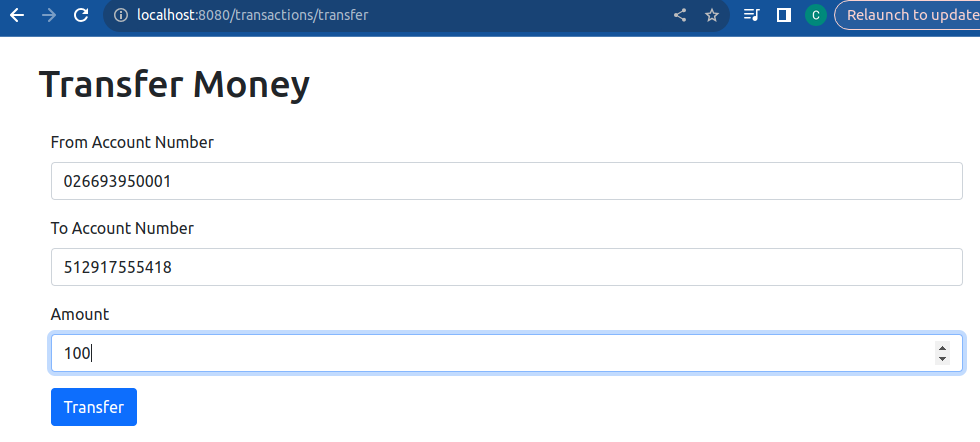 localhost:8080/transactions/transfer
C
Relaunch to update
Transfer Money
From Account Number
026693950001
To Account Number
512917555418
Amount
100
Transfer